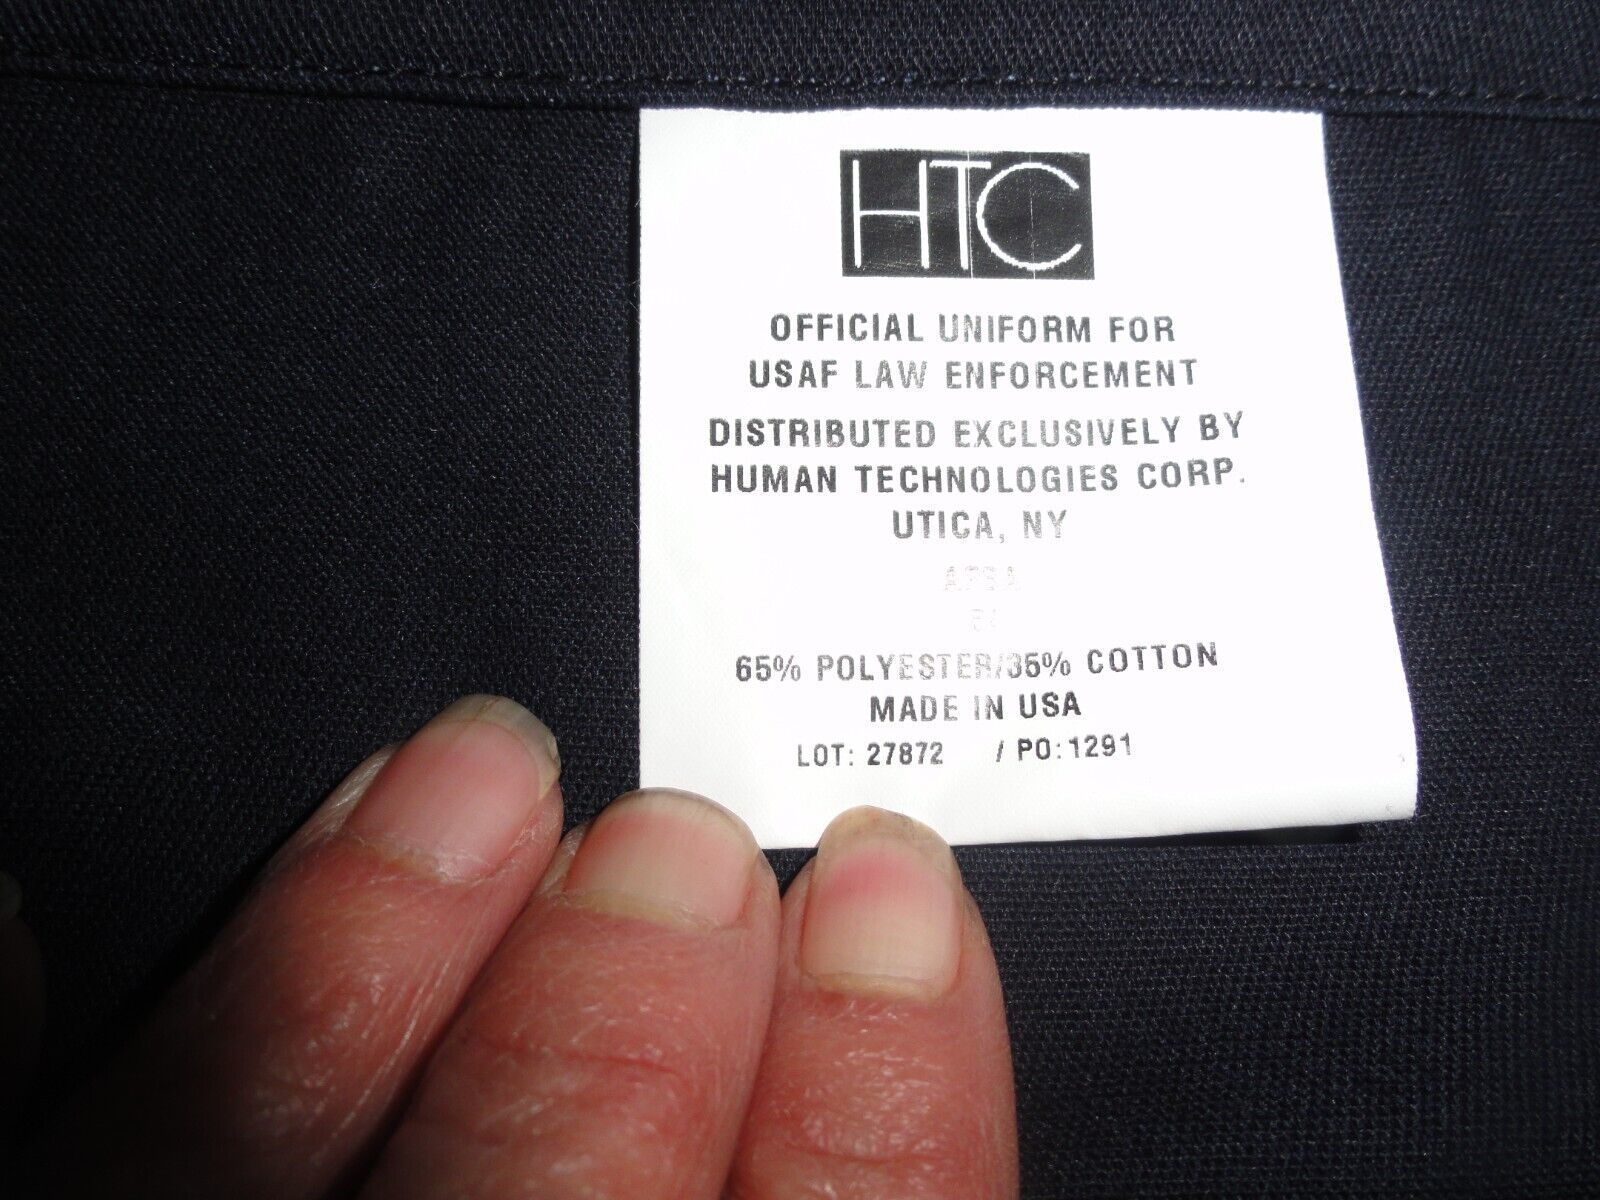 HTC
OFFICIAL UNIFORM FOR
USAF LAW ENFORCEMENT
DISTRIBUTED EXCLUSIVELY BY
HUMAN TECHNOLOGIES CORP.
UTICA, NY
65% POLYESTER/35% COTTON
MADE IN USA
LOT: 27872 / PO:1291